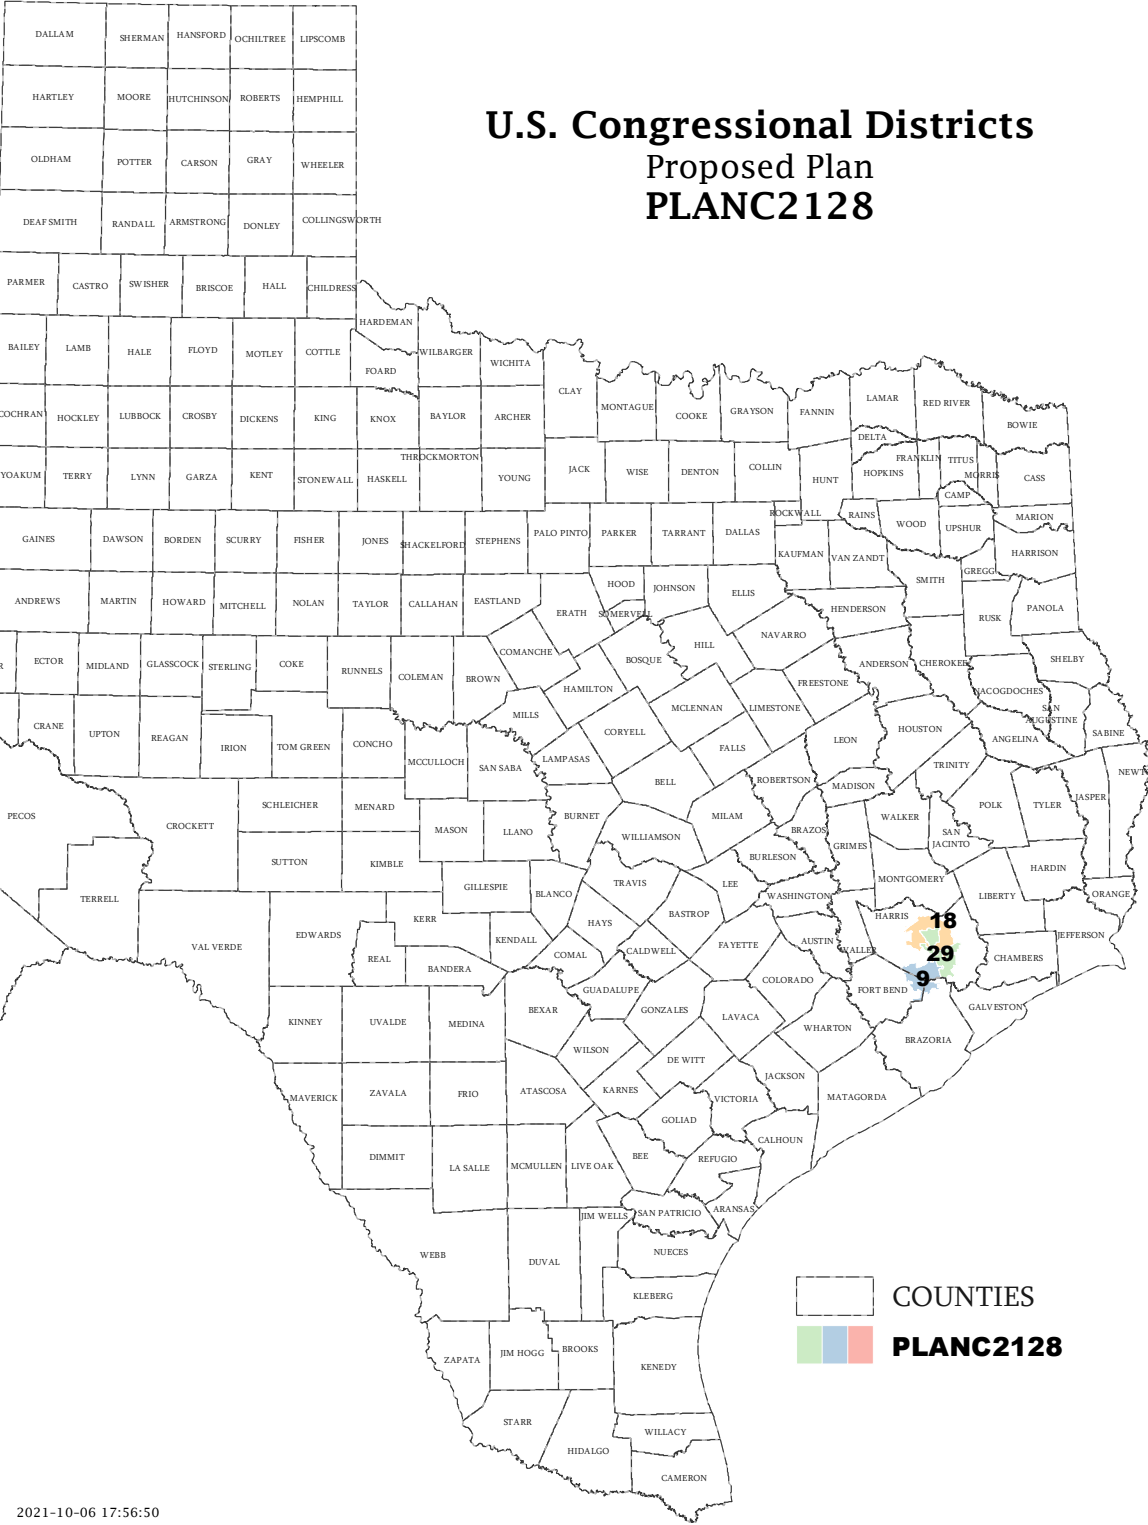 U.S. Congressional Districts
Proposed Plan
PLANC2128
DALLAM SHERMAN HANSFORD OCHILTREE LIPSCOMB
HARTLEY MOORE HUTCHINSON ROBERTS HEMPHILL
OLDHAM POTTER CARSON GRAY WHEELER
DEAF SMITH RANDALL ARMSTRONG DONLEY COLLINGSWORTH
PARMER CASTRO SWISHER BRISCOE HALL CHILDRESS
HARDEMAN
BAILEY LAMB HALE FLOYD MOTLEY COTTLE WILBARGER WICHITA
FOARD
CLAY
COCHRAN HOCKLEY LUBBOCK CROSBY DICKENS KING KNOX BAYLOR ARCHER MONTAGUE COOKE GRAYSON FANNIN LAMAR RED RIVER
BOWIE
DELTA
YOAKUM TERRY LYNN GARZA KENT STONEWALL HASKELL THROCKMORTON YOUNG JACK WISE DENTON COLLIN HUNT HOPKINS FRANKLIN TITUS MORRIS CASS
CAMP
ROCKWALL RAINS WOOD UPSHUR MARION
GAINES DAWSON BORDEN SCURRY FISHER JONES SHACKELFORD STEPHENS PALO PINTO PARKER TARRANT DALLAS KAUFMAN VAN ZANDT HARRISON
SMITH GREGG
ANDREWS MARTIN HOWARD MITCHELL NOLAN TAYLOR CALLAHAN EASTLAND ERATH HOOD JOHNSON ELLIS HENDERSON RUSK PANOLA
SOMERVELL
HILL NAVARRO
R ECTOR MIDLAND GLASSCOCK STERLING COKE RUNNELS COLEMAN BROWN COMANCHE BOSQUE ANDERSON CHEROKEE SHELBY
HAMILTON FREESTONE NACOGDOCHES
MILLS MCLENNAN LIMESTONE SAN
AUGUSTINE
CRANE UPTON REAGAN IRION TOM GREEN CONCHO CORYELL FALLS LEON HOUSTON ANGELINA SABINE
MCCULLOCH SAN SABA LAMPASAS TRINITY NEWT
BELL ROBERTSON MADISON
PECOS CROCKETT SCHLEICHER MENARD BURNET MILAM WALKER POLK TYLER JASPER
MASON LLANO WILLIAMSON BRAZOS GRIMES SAN
JACINTO
SUTTON KIMBLE BURLESON HARDIN
TERRELL GILLESPIE BLANCO TRAVIS LEE WASHINGTON MONTGOMERY LIBERTY ORANGE
VAL VERDE EDWARDS KERR HAYS BASTROP HARRIS 18
REAL KENDALL COMAL CALDWELL FAYETTE AUSTIN WALLER 29 CHAMBERS JEFFERSON
BANDERA COLORADO 9
GUADALUPE FORT BEND
KINNEY UVALDE MEDINA BEXAR GONZALES LAVACA WHARTON BRAZORIA GALVESTON
WILSON
DE WITT
MAVERICK ZAVALA FRIO ATASCOSA KARNES VICTORIA JACKSON MATAGORDA
GOLIAD
CALHOUN
DIMMIT LA SALLE MCMULLEN LIVE OAK BEE REFUGIO
JIM WELLS SAN PATRICIO ARANSAS
WEBB DUVAL NUECES
KLEBERG
ZAPATA JIM HOGG BROOKS KENEDY
STARR HIDALGO WILLACY
CAMERON
COUNTIES
PLANC2128
2021-10-06 17:56:50